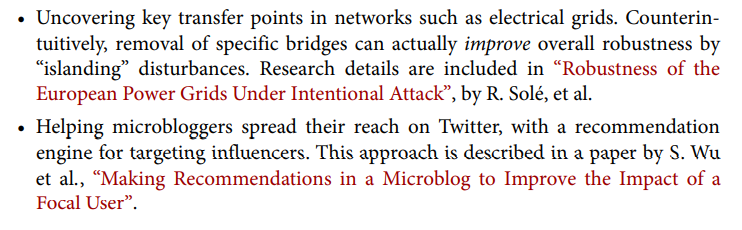 • Uncovering key transfer points in networks such as electrical grids. Counterin-
tuitively, removal of specific bridges can actually improve overall robustness by
“islanding” disturbances. Research details are included in “Robustness of the
European Power Grids Under Intentional Attack”, by R. Solé, et al.
• Helping microbloggers spread their reach on Twitter, with a recommendation
engine for targeting influencers. This approach is described in a paper by S. Wu
et al., “Making Recommendations in a Microblog to Improve the Impact of a
Focal User”.